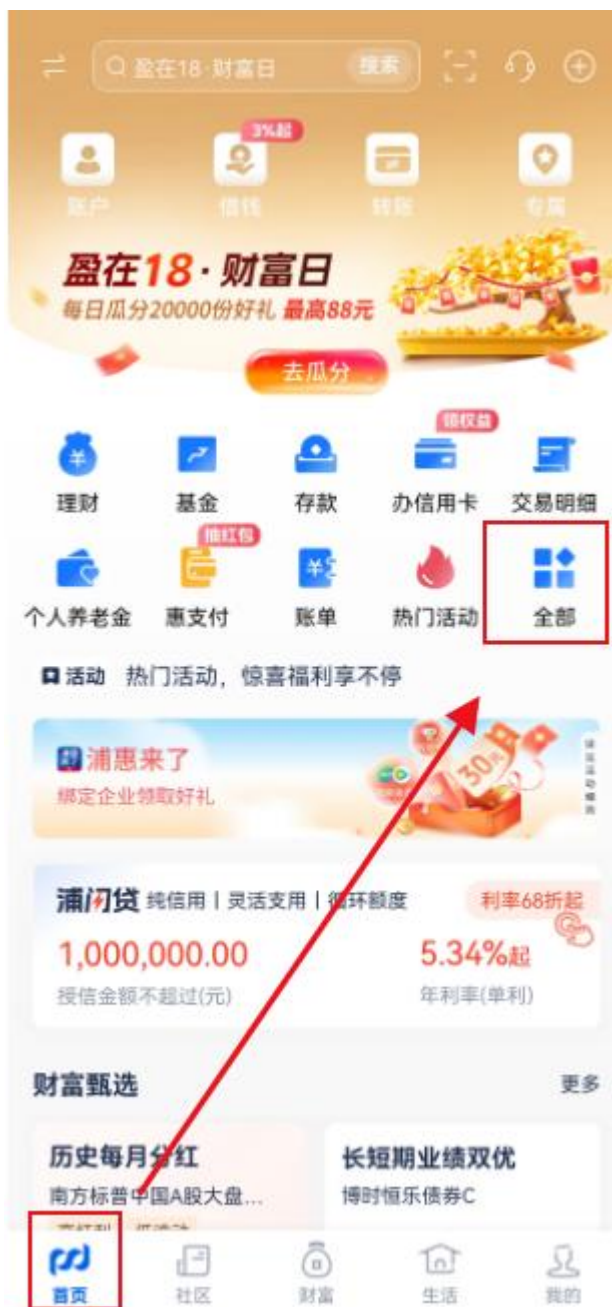 盈在18·财富日 搜索
3%起
账户 借钱 转账 专属
盈在18·财富日
每日瓜分20000份好礼 最高88元
去瓜分
领权益
理财 基金 存款 办信用卡 交易明细
抽红包
个人养老金 惠支付 账单 热门活动 全部
活动 热门活动，惊喜福利享不停
浦惠来了
绑定企业领取好礼
30元
浦闪贷 纯信用丨灵活支用丨循环额度 利率68折起
1,000,000.00 5.34%起
授信金额不超过(元) 年利率(单利)
财富甄选 更多
历史每月分红 长短期业绩双优
南方标普中国A股大盘... 博时恒乐债券C
首页 社区 财富 生活 我的